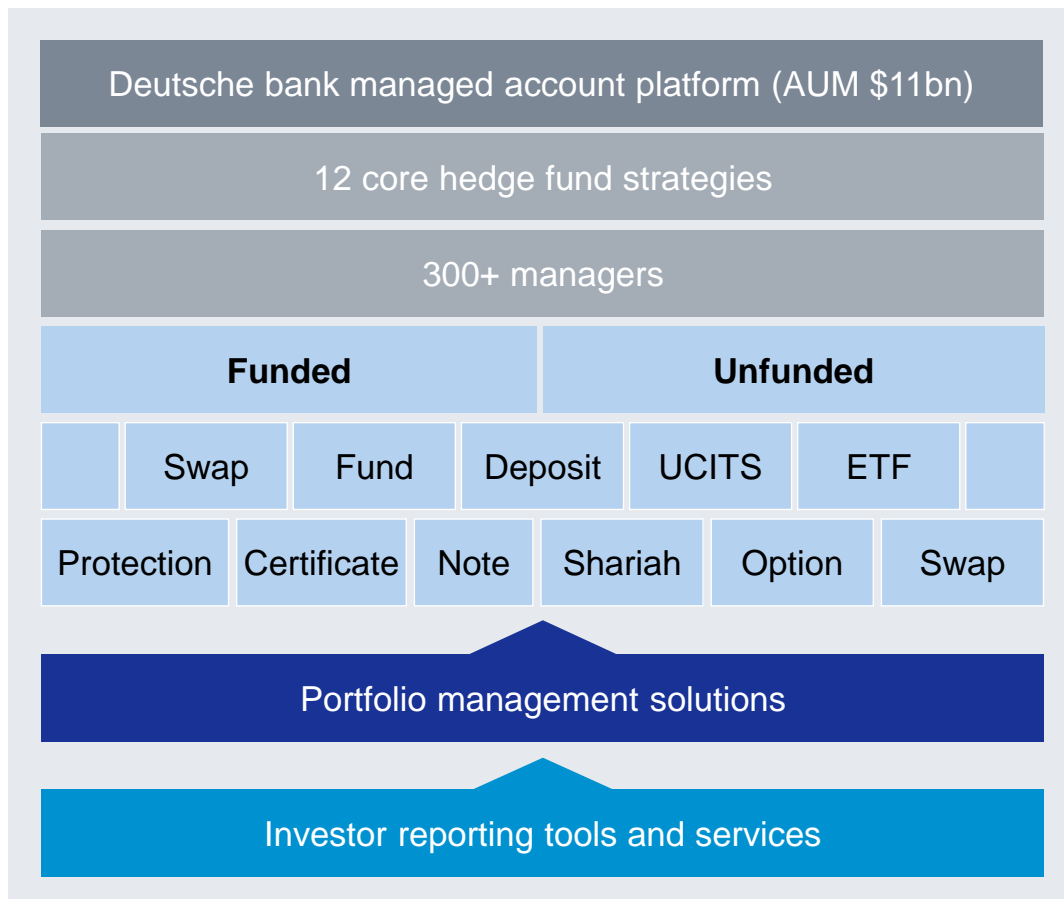 Deutsche bank managed account platform (AUM $11bn)
12 core hedge fund strategies
300+ managers
Funded Unfunded
Swap Fund Deposit UCITS ETF
Protection Certificate Note Shariah Option Swap
Portfolio management solutions
Investor reporting tools and services